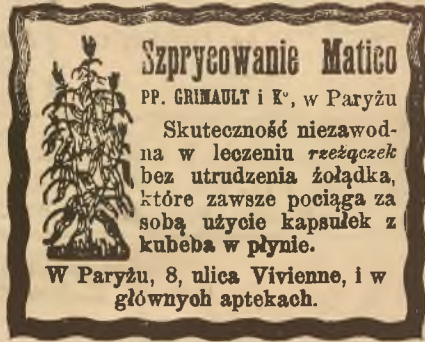 Szprycowanie Matico
PP. GRIMAULT i Kº, w Paryżu
Skuteczność niezawod-
na w leczeniu rzeżączek
bez utrudzenia żołądka,
które zawsze pociąga za
sobą użycie kapsułek z
kubeba w płynie.
W Paryżu, 8, ulica Vivienne, i w
głównych aptekach.